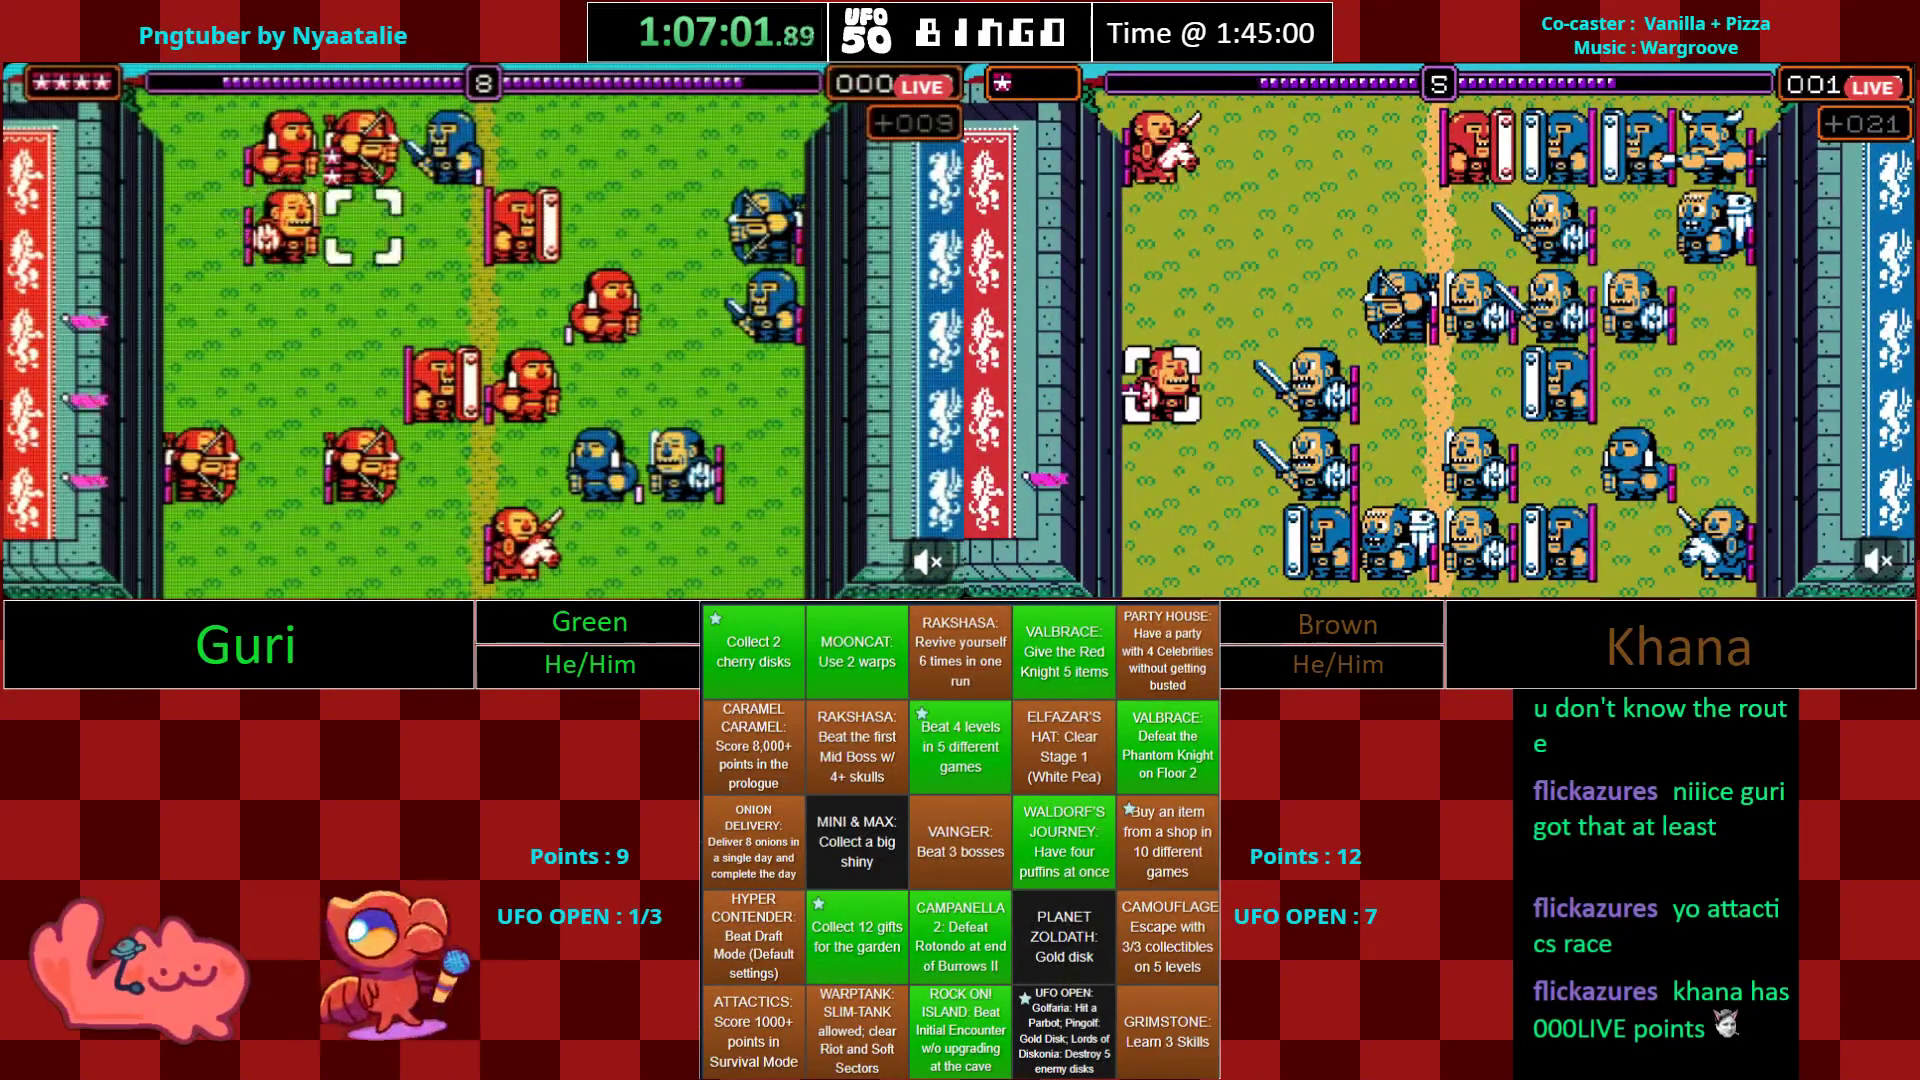 Pngtuber by Nyaatalie
1:07:01.89
UFO 50
BINGO
Time @ 1:45:00
Co-caster : Vanilla + Pizza
Music : Wargroove
8
000
LIVE
+009
5
001
LIVE
+021
Guri
Green
He/Him
Brown
He/Him
Khana
Collect 2
cherry disks
MOONCAT:
Use 2 warps
RAKSHASA:
Revive yourself
6 times in one
run
VALBRACE:
Give the Red
Knight 5 items
PARTY HOUSE:
Have a party
with 4 Celebrities
without getting
busted
CARAMEL
CARAMEL:
Score 8,000+
points in the
prologue
RAKSHASA:
Beat the first
Mid Boss w/
4+ skulls
Beat 4 levels
in 5 different
games
ELFAZAR'S
HAT: Clear
Stage 1
(White Pea)
VALBRACE:
Defeat the
Phantom Knight
on Floor 2
ONION
DELIVERY:
Deliver 8 onions in
a single day and
complete the day
MINI & MAX:
Collect a big
shiny
VAINGER:
Beat 3 bosses
WALDORF'S
JOURNEY:
Have four
puffins at once
Buy an item
from a shop in
10 different
games
HYPER
CONTENDER:
Beat Draft
Mode (Default
settings)
Collect 12 gifts
for the garden
CAMPANELLA
2: Defeat
Rotondo at end
of Burrows II
PLANET
ZOLDATH:
Gold disk
CAMOUFLAGE
Escape with
3/3 collectibles
on 5 levels
ATTACTICS:
Score 1000+
points in
Survival Mode
WARPTANK:
SLIM-TANK
allowed; clear
Riot and Soft
Sectors
ROCK ON!
ISLAND: Beat
Initial Encounter
w/o upgrading
at the cave
UFO OPEN:
Golfaria: Hit a
Parbot; Pingolf:
Gold Disk; Lords of
Diskonia: Destroy 5
enemy disks
GRIMSTONE:
Learn 3 Skills
Points : 9
UFO OPEN : 1/3
Points : 12
UFO OPEN : 7
u don't know the rout
e
flickazures niiice guri
got that at least
flickazures yo attacti
cs race
flickazures khana has
000LIVE points